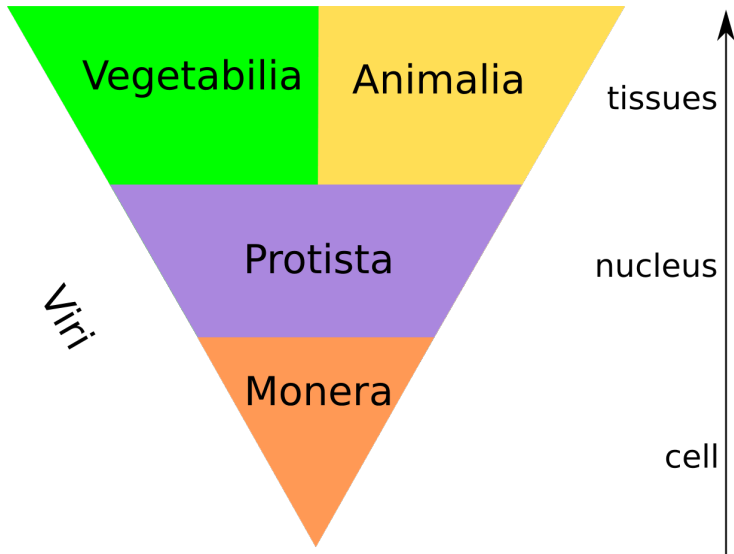 Vegetabilia
Animalia
tissues
Protista
nucleus
Viri
Monera
cell